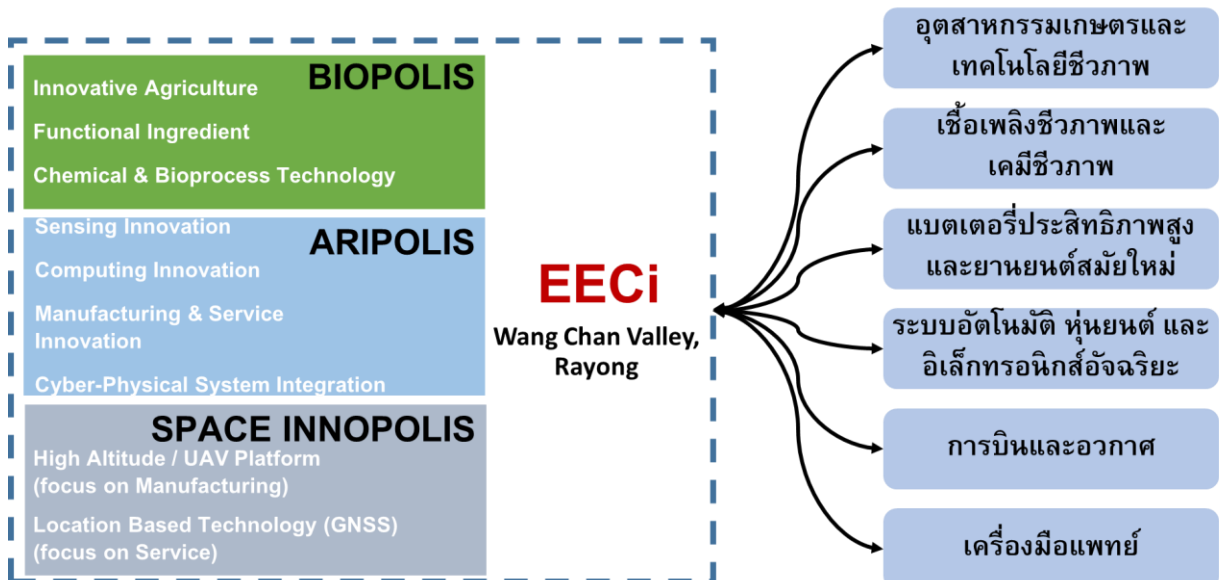 BIOPOLIS
Innovative Agriculture
Functional Ingredient
Chemical & Bioprocess Technology
ARIPOLIS
Sensing Innovation
Computing Innovation
Manufacturing & Service
Innovation
Cyber-Physical System Integration
SPACE INNOPOLIS
High Altitude / UAV Platform
(focus on Manufacturing)
Location Based Technology (GNSS)
(focus on Service)
EECi
Wang Chan Valley,
Rayong
อุตสาหกรรมเกษตรและ
เทคโนโลยีชีวภาพ
เชื้อเพลิงชีวภาพและ
เคมีชีวภาพ
แบตเตอรี่ประสิทธิภาพสูง
และยานยนต์สมัยใหม่
ระบบอัตโนมัติ หุ่นยนต์ และ
อิเล็กทรอนิกส์อัจฉริยะ
การบินและอวกาศ
เครื่องมือแพทย์